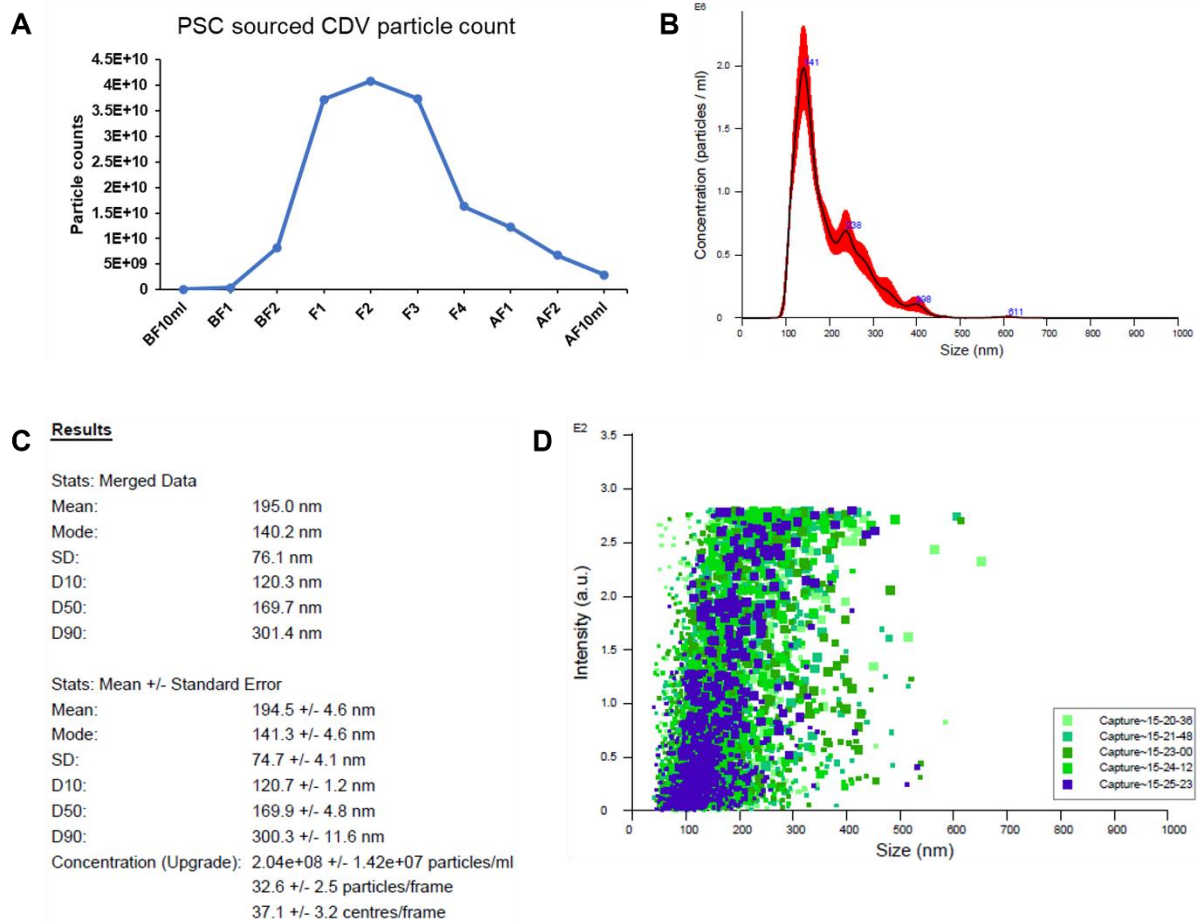 A
PSC sourced CDV particle count
4.5E+10
4E+10
3.5E+10
3E+10
2.5E+10
2E+10
1.5E+10
1E+10
5E+09
0
Particle counts
BF10ml
BF1
BF2
F1
F2
F3
F4
AF1
AF2
AF10ml
B
E6
2.0
1.5
1.0
0.5
0
Concentration (particles / ml)
141
238
398
611
0 100 200 300 400 500 600 700 800 900 1000
Size (nm)
C
Results
Stats: Merged Data
Mean: 195.0 nm
Mode: 140.2 nm
SD: 76.1 nm
D10: 120.3 nm
D50: 169.7 nm
D90: 301.4 nm
Stats: Mean +/- Standard Error
Mean: 194.5 +/- 4.6 nm
Mode: 141.3 +/- 4.6 nm
SD: 74.7 +/- 4.1 nm
D10: 120.7 +/- 1.2 nm
D50: 169.9 +/- 4.8 nm
D90: 300.3 +/- 11.6 nm
Concentration (Upgrade): 2.04e+08 +/- 1.42e+07 particles/ml
32.6 +/- 2.5 particles/frame
37.1 +/- 3.2 centres/frame
D
E2
3.5
3.0
2.5
2.0
1.5
1.0
0.5
0
Intensity (a.u.)
Capture~15-20-36
Capture~15-21-48
Capture~15-23-00
Capture~15-24-12
Capture~15-25-23
0 100 200 300 400 500 600 700 800 900 1000
Size (nm)